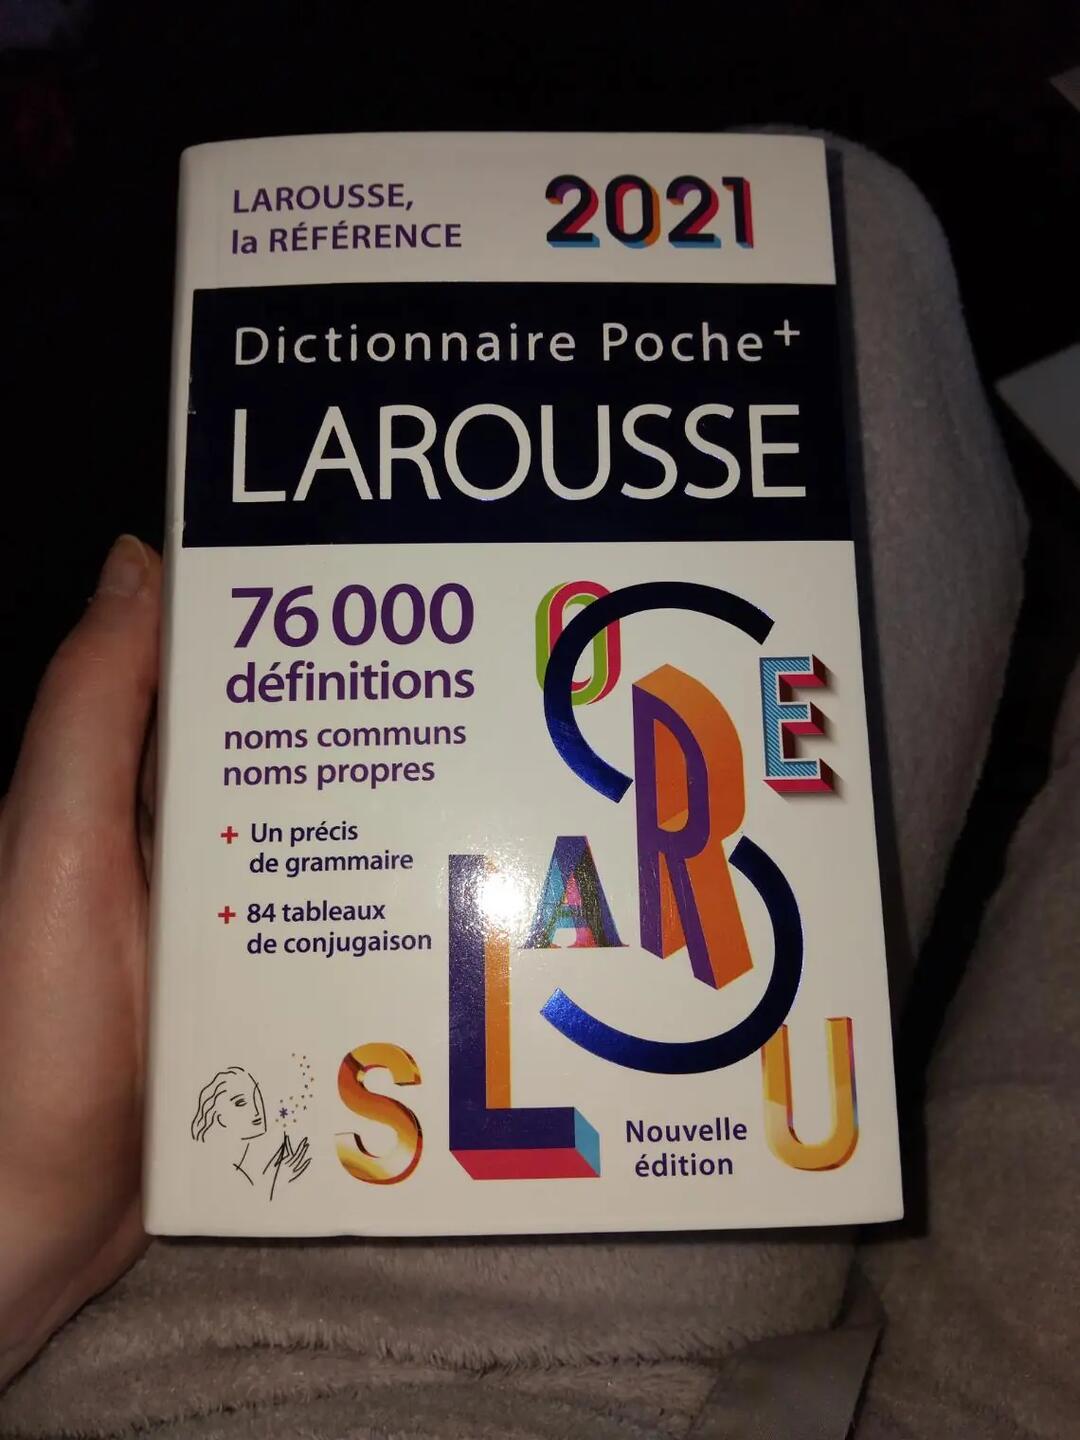 LAROUSSE,
la RÉFÉRENCE
2021
Dictionnaire Poche+
LAROUSSE
76 000
définitions
noms communs
noms propres
+ Un précis
de grammaire
+ 84 tableaux
de conjugaison
O
S
R
E
L
A
S
U
Nouvelle
édition